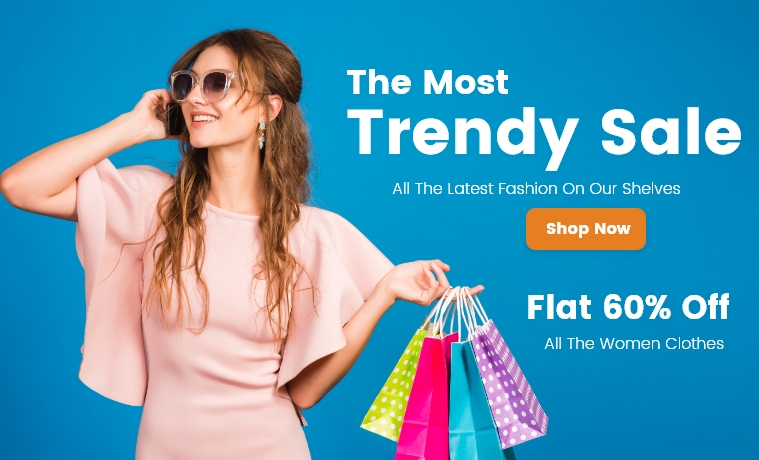 The Most
Trendy Sale
All The Latest Fashion On Our Shelves
Shop Now
Flat 60% Off
All The Women Clothes